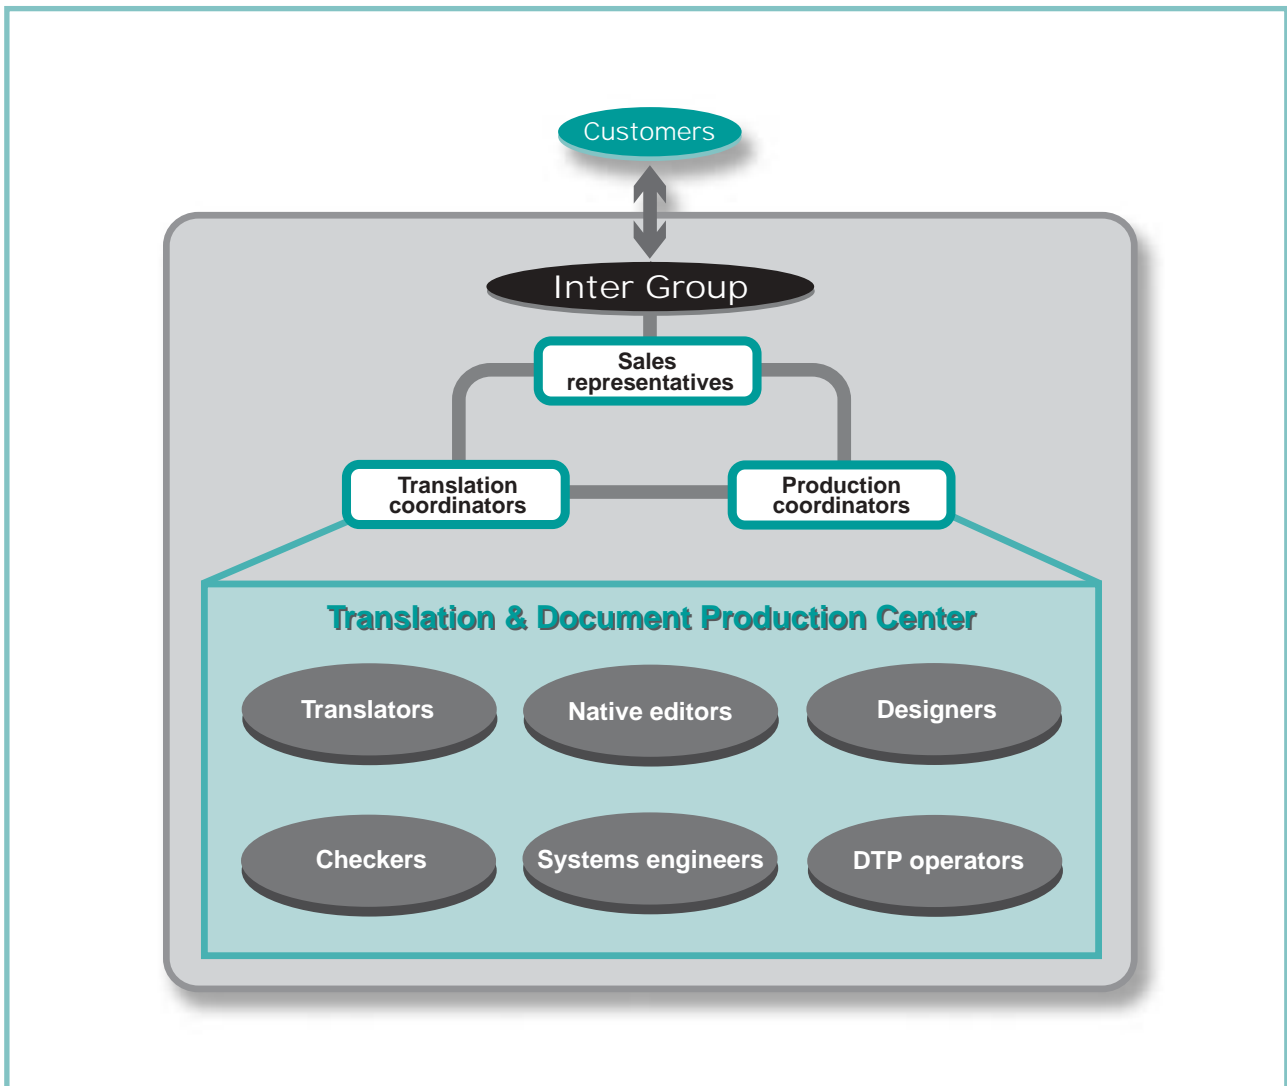 Customers
Inter Group
Sales
representatives
Translation
coordinators
Production
coordinators
Translation & Document Production Center
Translators
Native editors
Designers
Checkers
Systems engineers
DTP operators